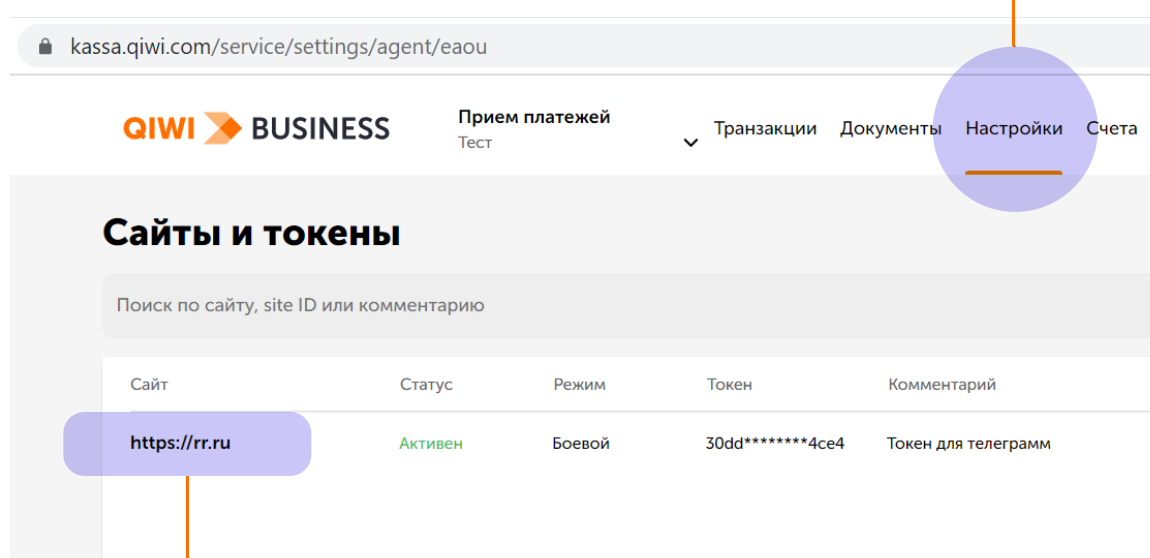 kassa.qiwi.com/service/settings/agent/eaou
QIWI BUSINESS
Прием платежей
Тест
Транзакции Документы Настройки Счета
Сайты и токены
Поиск по сайту, site ID или комментарию
Сайт Статус Режим Токен Комментарий
https://rr.ru Активен Боевой 30dd********4ce4 Токен для телеграмм